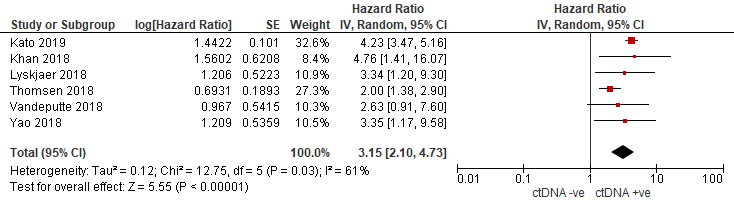 Hazard Ratio Hazard Ratio
Study or Subgroup log[Hazard Ratio] SE Weight IV, Random, 95% CI IV, Random, 95% CI
Kato 2019 1.4422 0.101 32.6% 4.23 [3.47, 5.16]
Khan 2018 1.5602 0.6208 8.4% 4.76 [1.41, 16.07]
Lyskjaer 2018 1.206 0.5223 10.9% 3.34 [1.20, 9.30]
Thomsen 2018 0.6931 0.1893 27.3% 2.00 [1.38, 2.90]
Vandeputte 2018 0.967 0.5415 10.3% 2.63 [0.91, 7.60]
Yao 2018 1.209 0.5359 10.5% 3.35 [1.17, 9.58]
Total (95% CI) 100.0% 3.15 [2.10, 4.73]
Heterogeneity: Tau² = 0.12; Chi² = 12.75, df = 5 (P = 0.03); I² = 61%
Test for overall effect: Z = 5.55 (P < 0.00001)
0.01 0.1 1 10 100
ctDNA -ve ctDNA +ve